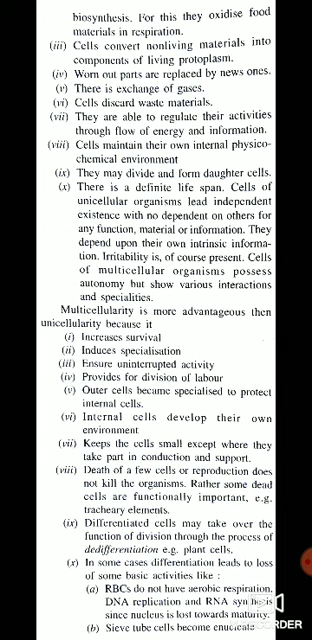 biosynthesis. For this they oxidise food
materials in respiration.
(iii) Cells convert nonliving materials into
components of living protoplasm.
(iv) Worn out parts are replaced by news ones.
(v) There is exchange of gases.
(vi) Cells discard waste materials.
(vii) They are able to regulate their activities
through flow of energy and information.
(viii) Cells maintain their own internal physico-
chemical environment
(ix) They may divide and form daughter cells.
(x) There is a definite life span. Cells of
unicellular organisms lead independent
existence with no dependent on others for
any function, material or information. They
depend upon their own intrinsic informa-
tion. Irritability is, of course present. Cells
of multicellular organisms possess
autonomy but show various interactions
and specialities.
Multicellularity is more advantageous then
unicellularity because it
(i) Increases survival
(ii) Induces specialisation
(iii) Ensure uninterrupted activity
(iv) Provides for division of labour
(v) Outer cells became specialised to protect
internal cells.
(vi) Internal cells develop their own
environment
(vii) Keeps the cells small except where they
take part in conduction and support.
(viii) Death of a few cells or reproduction does
not kill the organisms. Rather some dead
cells are functionally important, e.g.
tracheary elements.
(ix) Differentiated cells may take over the
function of division through the process of
dedifferentiation e.g. plant cells.
(x) In some cases differentiation leads to loss
of some basic activities like :
(a) RBCs do not have aerobic respiration,
DNA replication and RNA synthesis
since nucleus is lost towards maturity.
(b) Sieve tube cells become enucleate
ORDER